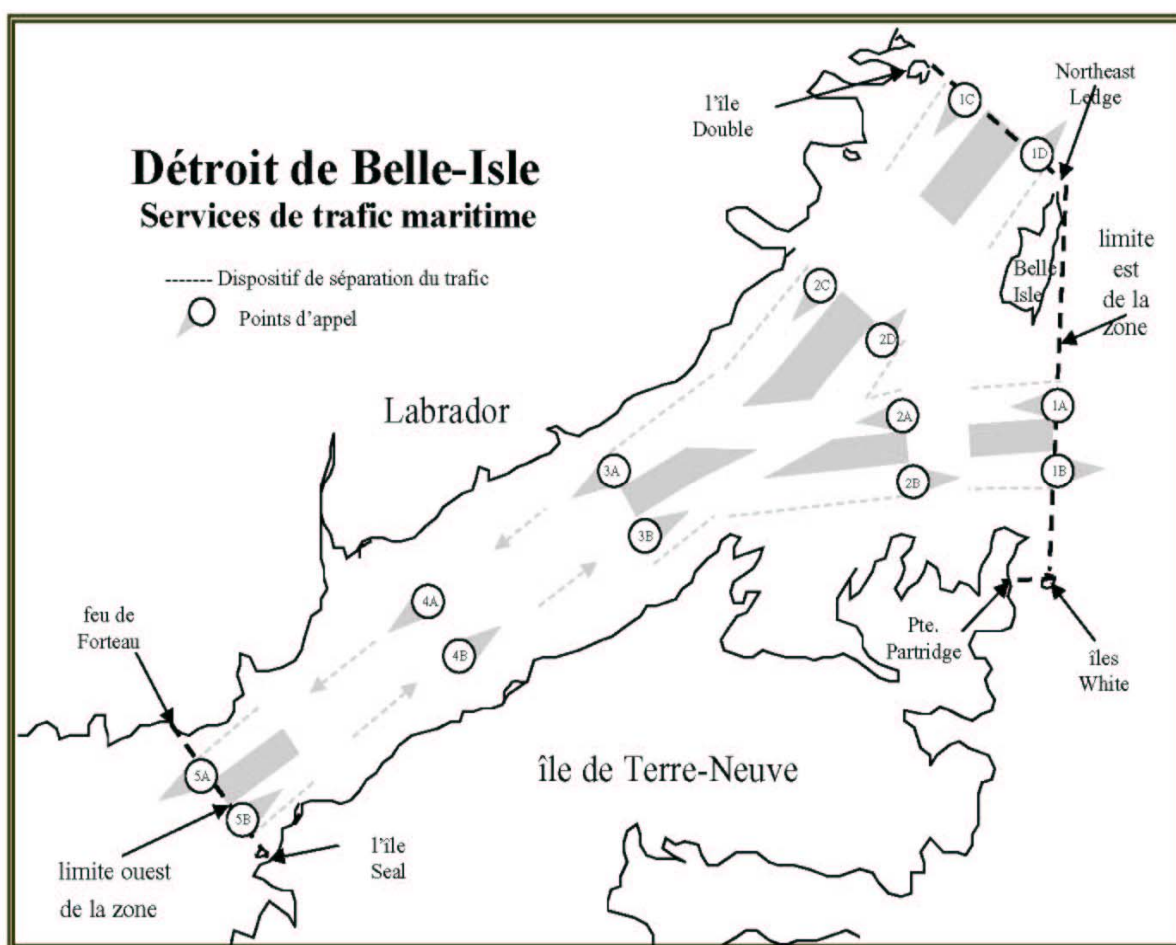 Détroit de Belle-Isle
Services de trafic maritime
------- Dispositif de séparation du trafic
Points d'appel
l'île
Double
1C
Northeast
Ledge
1D
limite
est
de la
zone
Belle
Isle
2C
2D
Labrador
1A
2A
3A
1B
2B
3B
4A
4B
feu de
Forteau
Pte.
Partridge
îles
White
île de Terre-Neuve
5A
5B
limite ouest
de la zone
l'île
Seal